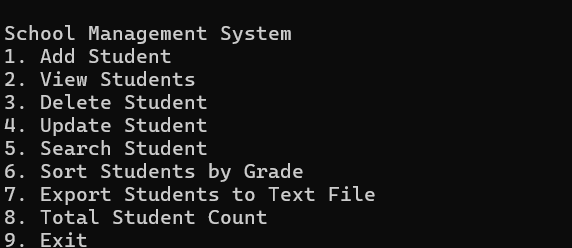 School Management System
1. Add Student
2. View Students
3. Delete Student
4. Update Student
5. Search Student
6. Sort Students by Grade
7. Export Students to Text File
8. Total Student Count
9. Exit